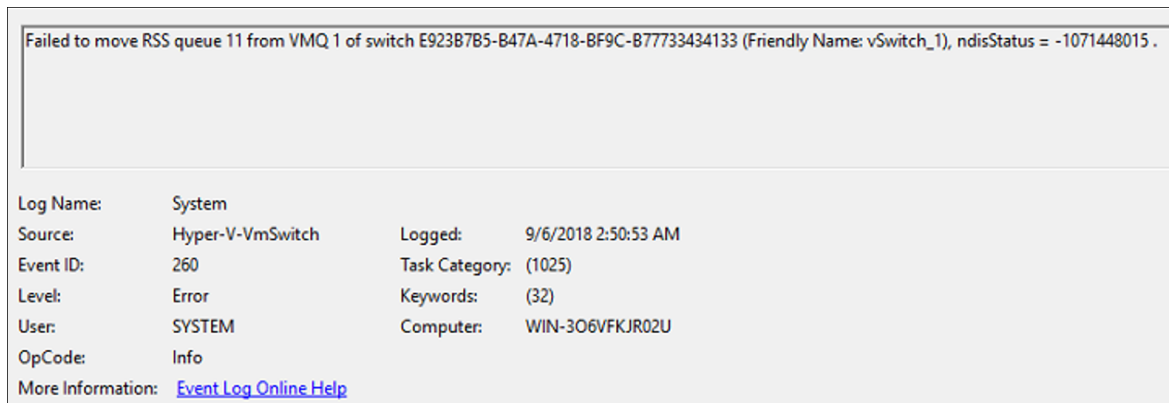 Failed to move RSS queue 11 from VMQ 1 of switch E923B7B5-B47A-4718-BF9C-B77733434133 (Friendly Name: vSwitch_1), ndisStatus = -1071448015 .
Log Name: System
Source: Hyper-V-VmSwitch Logged: 9/6/2018 2:50:53 AM
Event ID: 260 Task Category: (1025)
Level: Error Keywords: (32)
User: SYSTEM Computer: WIN-3O6VFKJR02U
OpCode: Info
More Information: Event Log Online Help